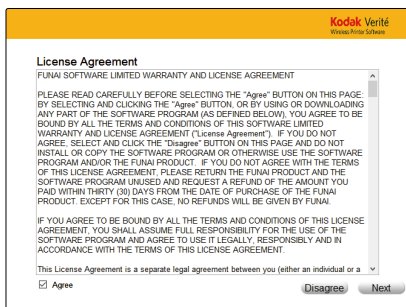 Kodak Verité
Wireless Printer Software
License Agreement
FUNAI SOFTWARE LIMITED WARRANTY AND LICENSE AGREEMENT
PLEASE READ CAREFULLY BEFORE SELECTING THE "Agree" BUTTON ON THIS PAGE:
BY SELECTING AND CLICKING THE "Agree" BUTTON, OR BY USING OR DOWNLOADING
ANY PART OF THE SOFTWARE PROGRAM (AS DEFINED BELOW), YOU AGREE TO BE
BOUND BY ALL THE TERMS AND CONDITIONS OF THIS SOFTWARE LIMITED
WARRANTY AND LICENSE AGREEMENT ("License Agreement"). IF YOU DO NOT
AGREE, SELECT AND CLICK THE "Disagree" BUTTON ON THIS PAGE AND DO NOT
INSTALL OR COPY THE SOFTWARE PROGRAM OR OTHERWISE USE THE SOFTWARE
PROGRAM AND/OR THE FUNAI PRODUCT. IF YOU DO NOT AGREE WITH THE TERMS
OF THIS LICENSE AGREEMENT, PLEASE RETURN THE FUNAI PRODUCT AND THE
SOFTWARE PROGRAM UNUSED AND REQUEST A REFUND OF THE AMOUNT YOU
PAID WITHIN THIRTY (30) DAYS FROM THE DATE OF PURCHASE OF THE FUNAI
PRODUCT. EXCEPT FOR THIS CASE, NO REFUNDS WILL BE GIVEN BY FUNAI.
IF YOU AGREE TO BE BOUND BY ALL THE TERMS AND CONDITIONS OF THIS LICENSE
AGREEMENT, YOU SHALL ASSUME FULL RESPONSIBILITY FOR THE USE OF THE
SOFTWARE PROGRAM AND AGREE TO USE IT LEGALLY, RESPONSIBLY AND IN
ACCORDANCE WITH THE TERMS OF THIS LICENSE AGREEMENT.
This License Agreement is a separate legal agreement between you (either an individual or a
Agree
Disagree
Next